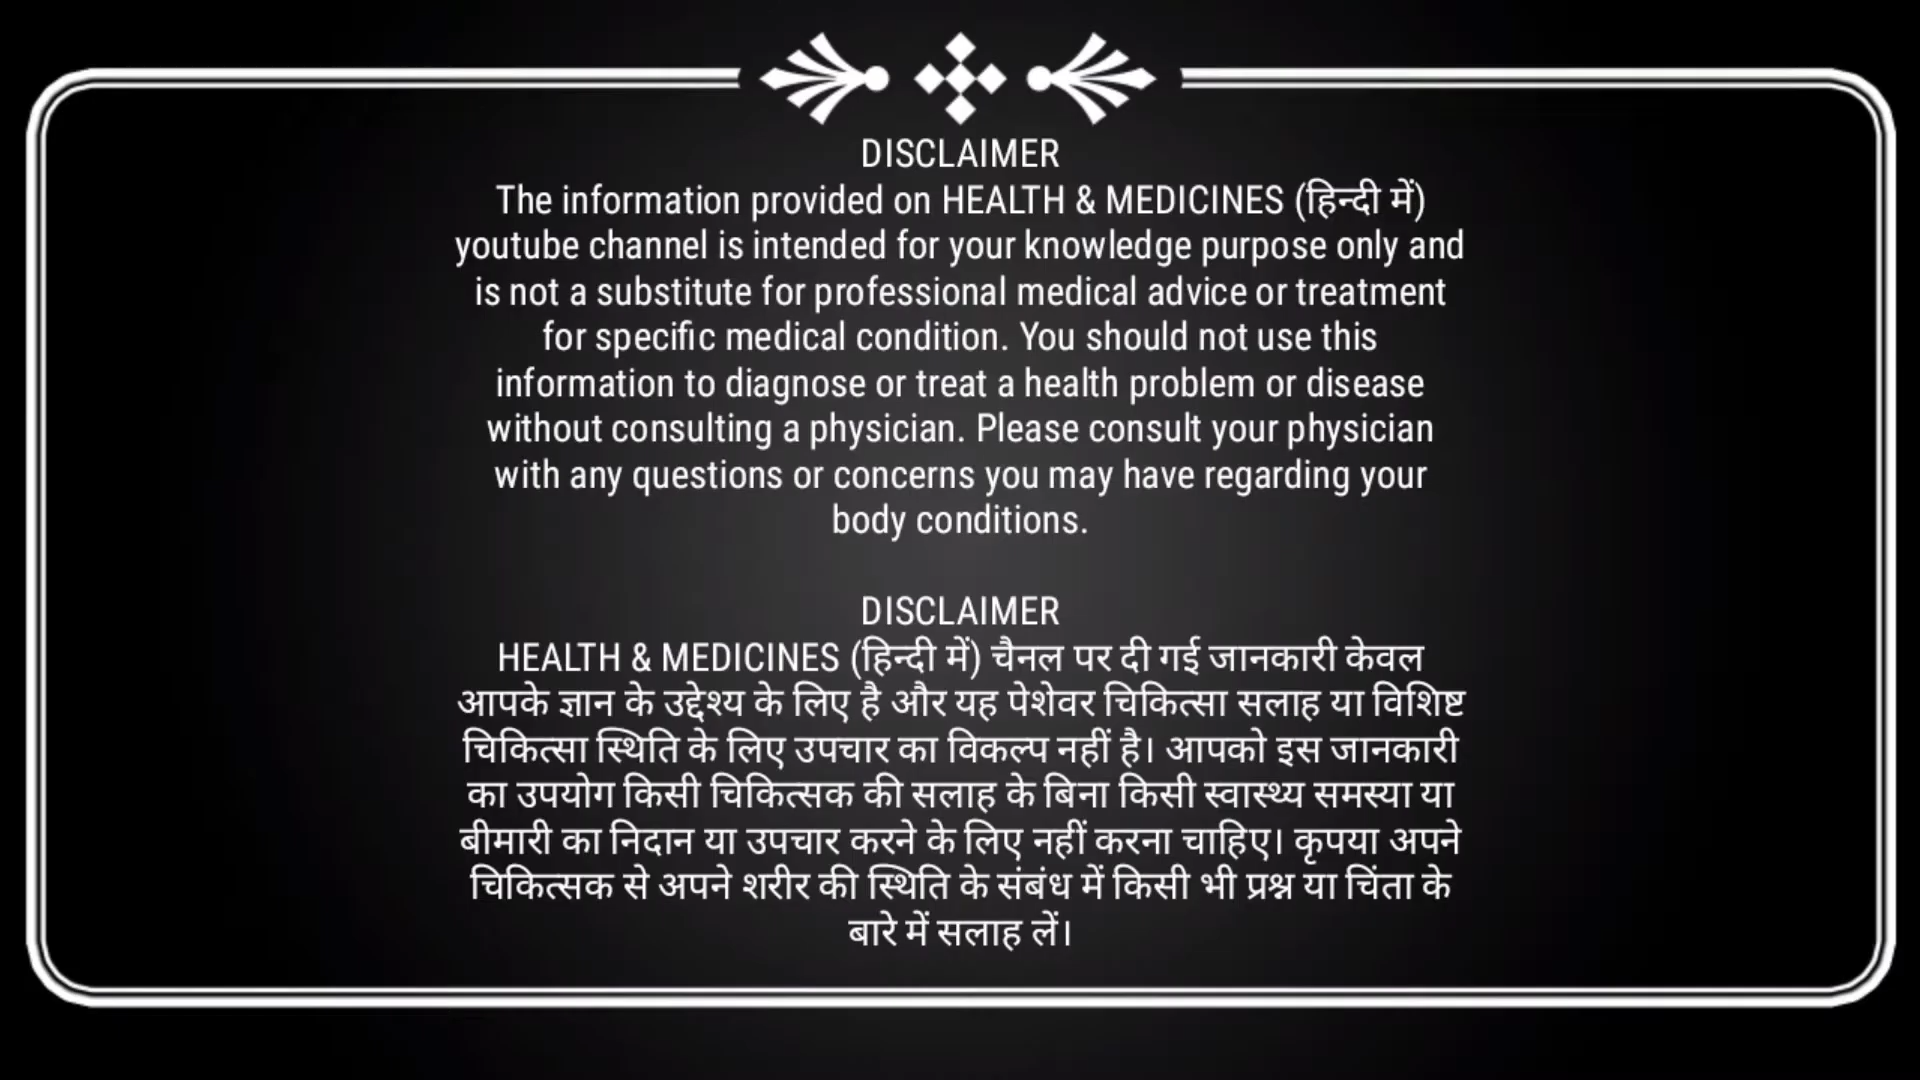 DISCLAIMER
The information provided on HEALTH & MEDICINES (हिन्दी में)
youtube channel is intended for your knowledge purpose only and
is not a substitute for professional medical advice or treatment
for specific medical condition. You should not use this
information to diagnose or treat a health problem or disease
without consulting a physician. Please consult your physician
with any questions or concerns you may have regarding your
body conditions.
DISCLAIMER
HEALTH & MEDICINES (हिन्दी में) चैनल पर दी गई जानकारी केवल
आपके ज्ञान के उद्देश्य के लिए है और यह पेशेवर चिकित्सा सलाह या विशिष्ट
चिकित्सा स्थिति के लिए उपचार का विकल्प नहीं है। आपको इस जानकारी
का उपयोग किसी चिकित्सक की सलाह के बिना किसी स्वास्थ्य समस्या या
बीमारी का निदान या उपचार करने के लिए नहीं करना चाहिए। कृपया अपने
चिकित्सक से अपने शरीर की स्थिति के संबंध में किसी भी प्रश्न या चिंता के
बारे में सलाह लें।